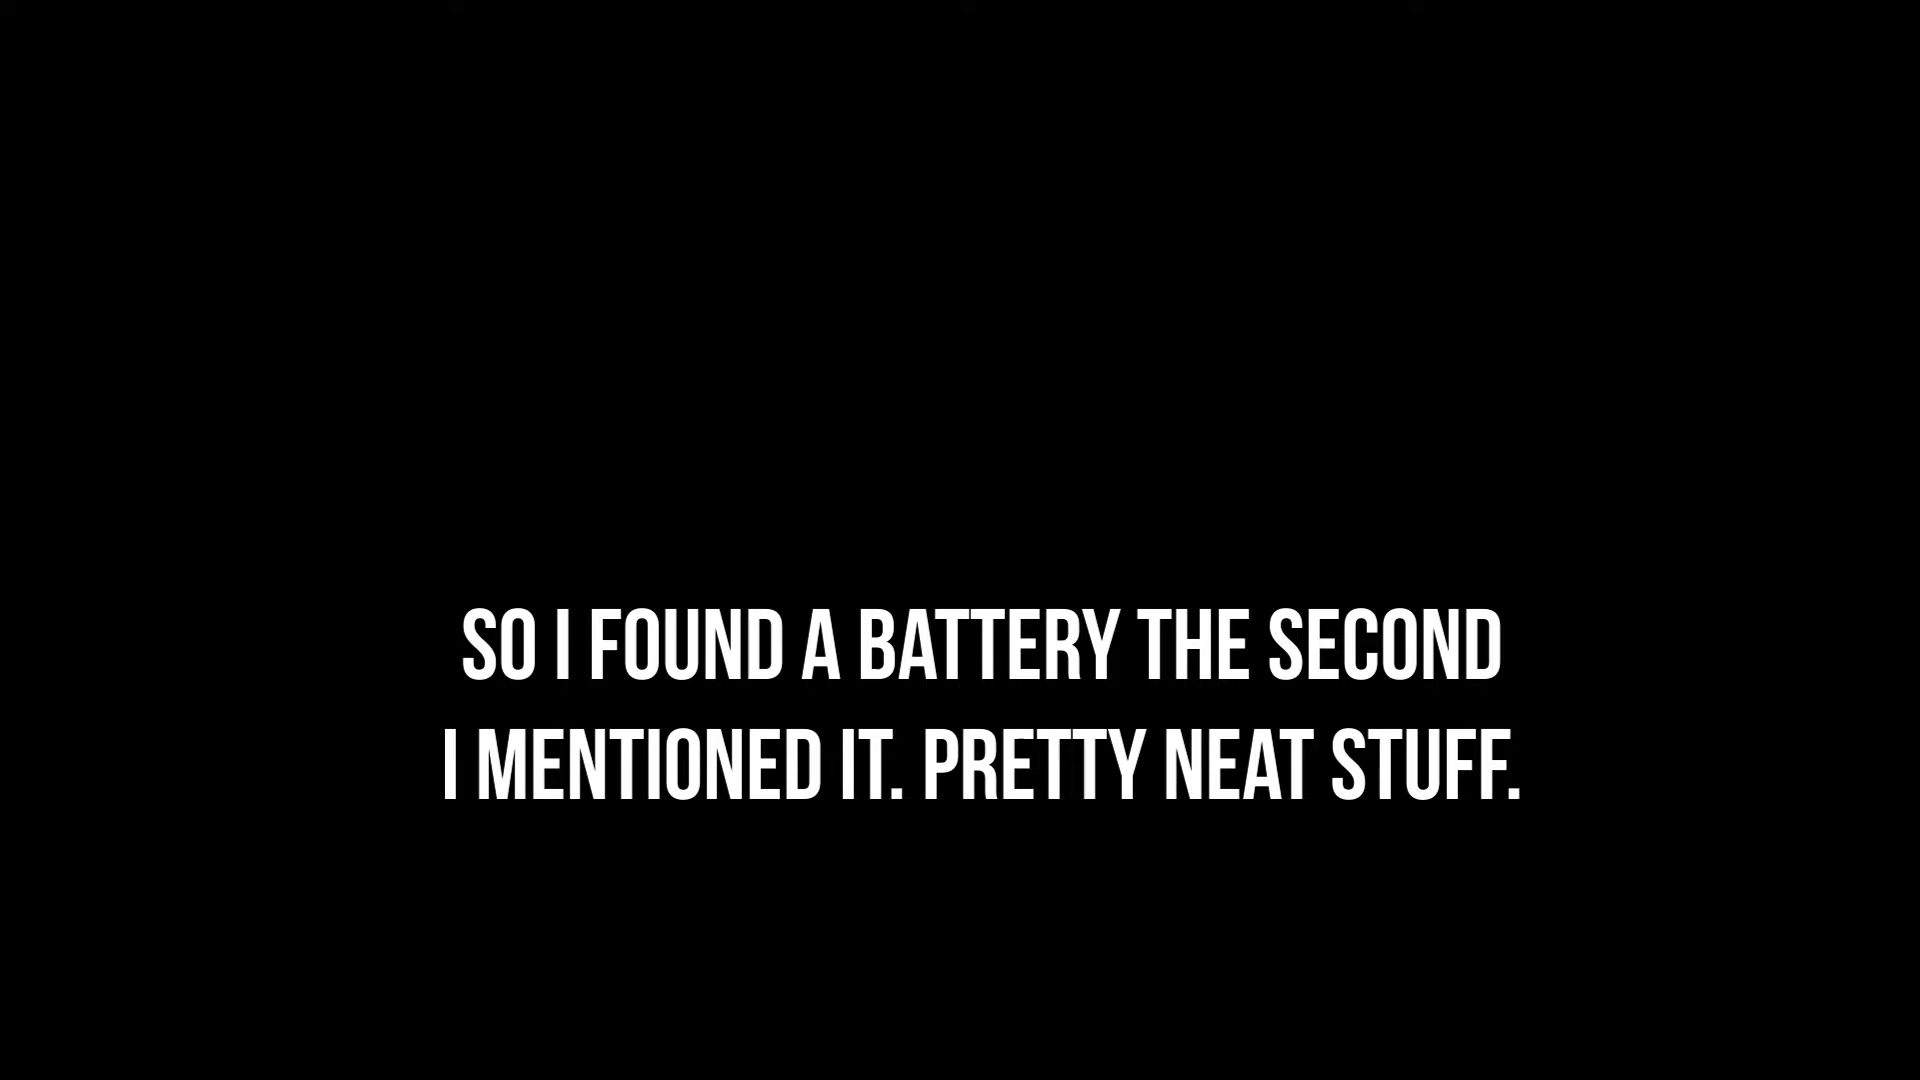 SO I FOUND A BATTERY THE SECOND
I MENTIONED IT. PRETTY NEAT STUFF.